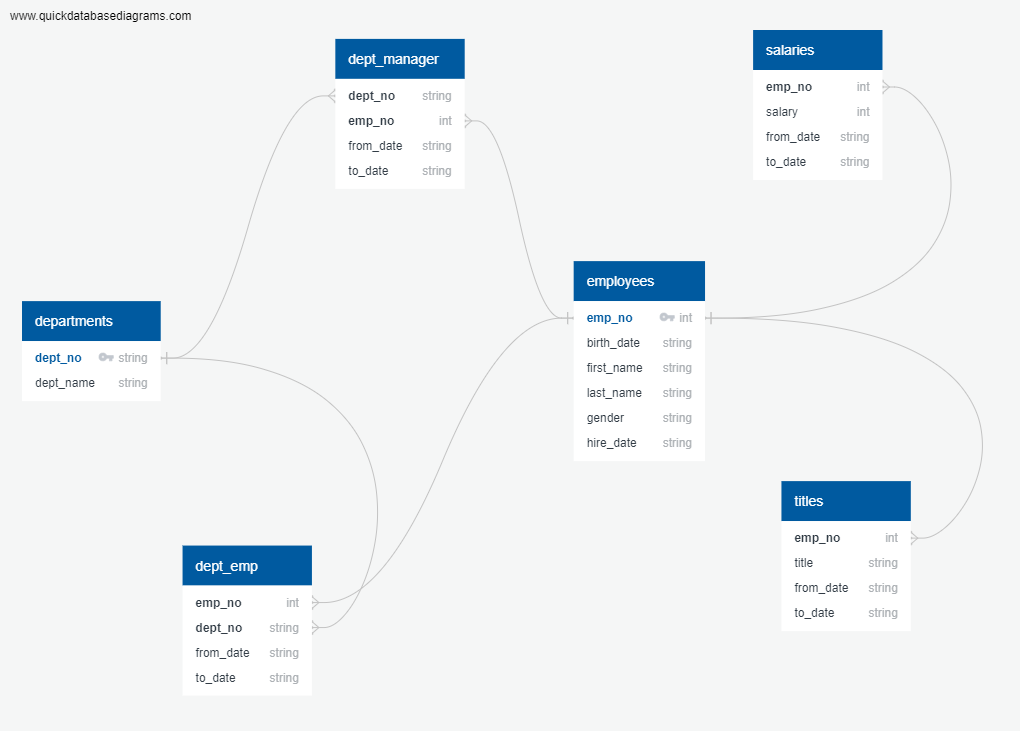 www.quickdatabasediagrams.com
dept_manager
dept_no string
emp_no int
from_date string
to_date string
salaries
emp_no int
salary int
from_date string
to_date string
employees
emp_no int
birth_date string
first_name string
last_name string
gender string
hire_date string
departments
dept_no string
dept_name string
titles
emp_no int
title string
from_date string
to_date string
dept_emp
emp_no int
dept_no string
from_date string
to_date string